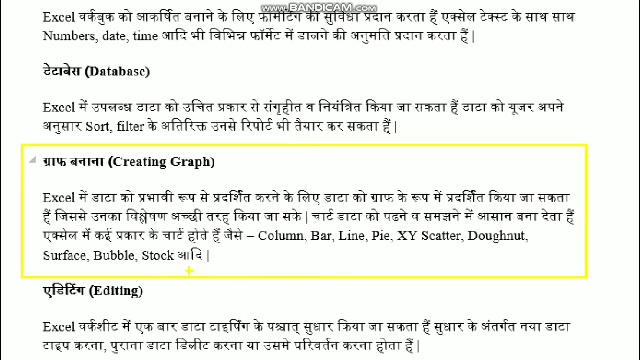 Excel वर्कबुक को आकर्षित बनाने के लिए फॉर्मेटिंग की सुविधा प्रदान करता हैं एक्सेल टेक्स्ट के साथ साथ
WWW.BANDICAM.COM
Numbers, date, time आदि भी विभिन्न फॉर्मेट में डालने की अनुमति प्रदान करता हैं |
डेटाबेस (Database)
Excel में उपलब्ध डाटा को उचित प्रकार से संगृहीत व नियंत्रित किया जा सकता हैं डाटा को यूजर अपने
अनुसार Sort, filter के अतिरिक्त उनसे रिपोर्ट भी तैयार कर सकता हैं |
ग्राफ बनाना (Creating Graph)
Excel में डाटा को प्रभावी रूप से प्रदर्शित करने के लिए डाटा को ग्राफ के रूप में प्रदर्शित किया जा सकता
हैं जिससे उनका विश्लेषण अच्छी तरह किया जा सके | चार्ट डाटा को पढने व समझने में आसान बना देता हैं
एक्सेल में कई प्रकार के चार्ट होते हैं जैसे – Column, Bar, Line, Pie, XY Scatter, Doughnut,
Surface, Bubble, Stock आदि |
एडिटिंग (Editing)
Excel वर्कशीट में एक बार डाटा टाइपिंग के पश्चात् सुधार किया जा सकता हैं सुधार के अंतर्गत नया डाटा
टाइप करना, पुराना डाटा डिलीट करना या उसमे परिवर्तन करना होता हैं |